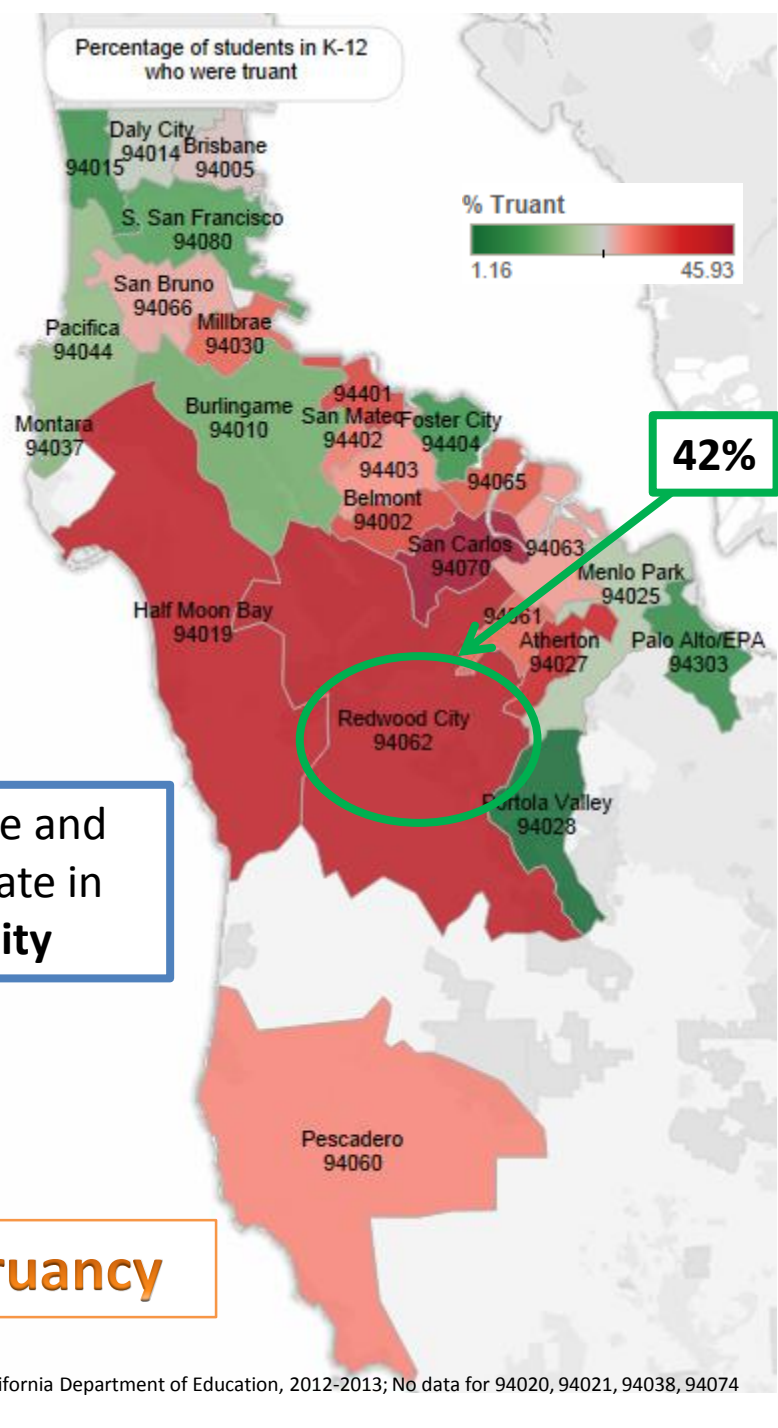 Percentage of students in K-12
who were truant
Daly City
94014
Brisbane
94005
94015
S. San Francisco
94080
% Truant
1.16
45.93
San Bruno
94066
Millbrae
94030
Pacifica
94044
Burlingame
94010
94401
San Mateo
94402
Foster City
94404
Montara
94037
42%
94403
94065
Belmont
94002
San Carlos
94070
94063
Menlo Park
94025
Half Moon Bay
94019
94061
Atherton
94027
Palo Alto/EPA
94303
Redwood City
94062
Portola Valley
94028
e and
ate in
ity
Pescadero
94060
ruancy
ifornia Department of Education, 2012-2013; No data for 94020, 94021, 94038, 94074